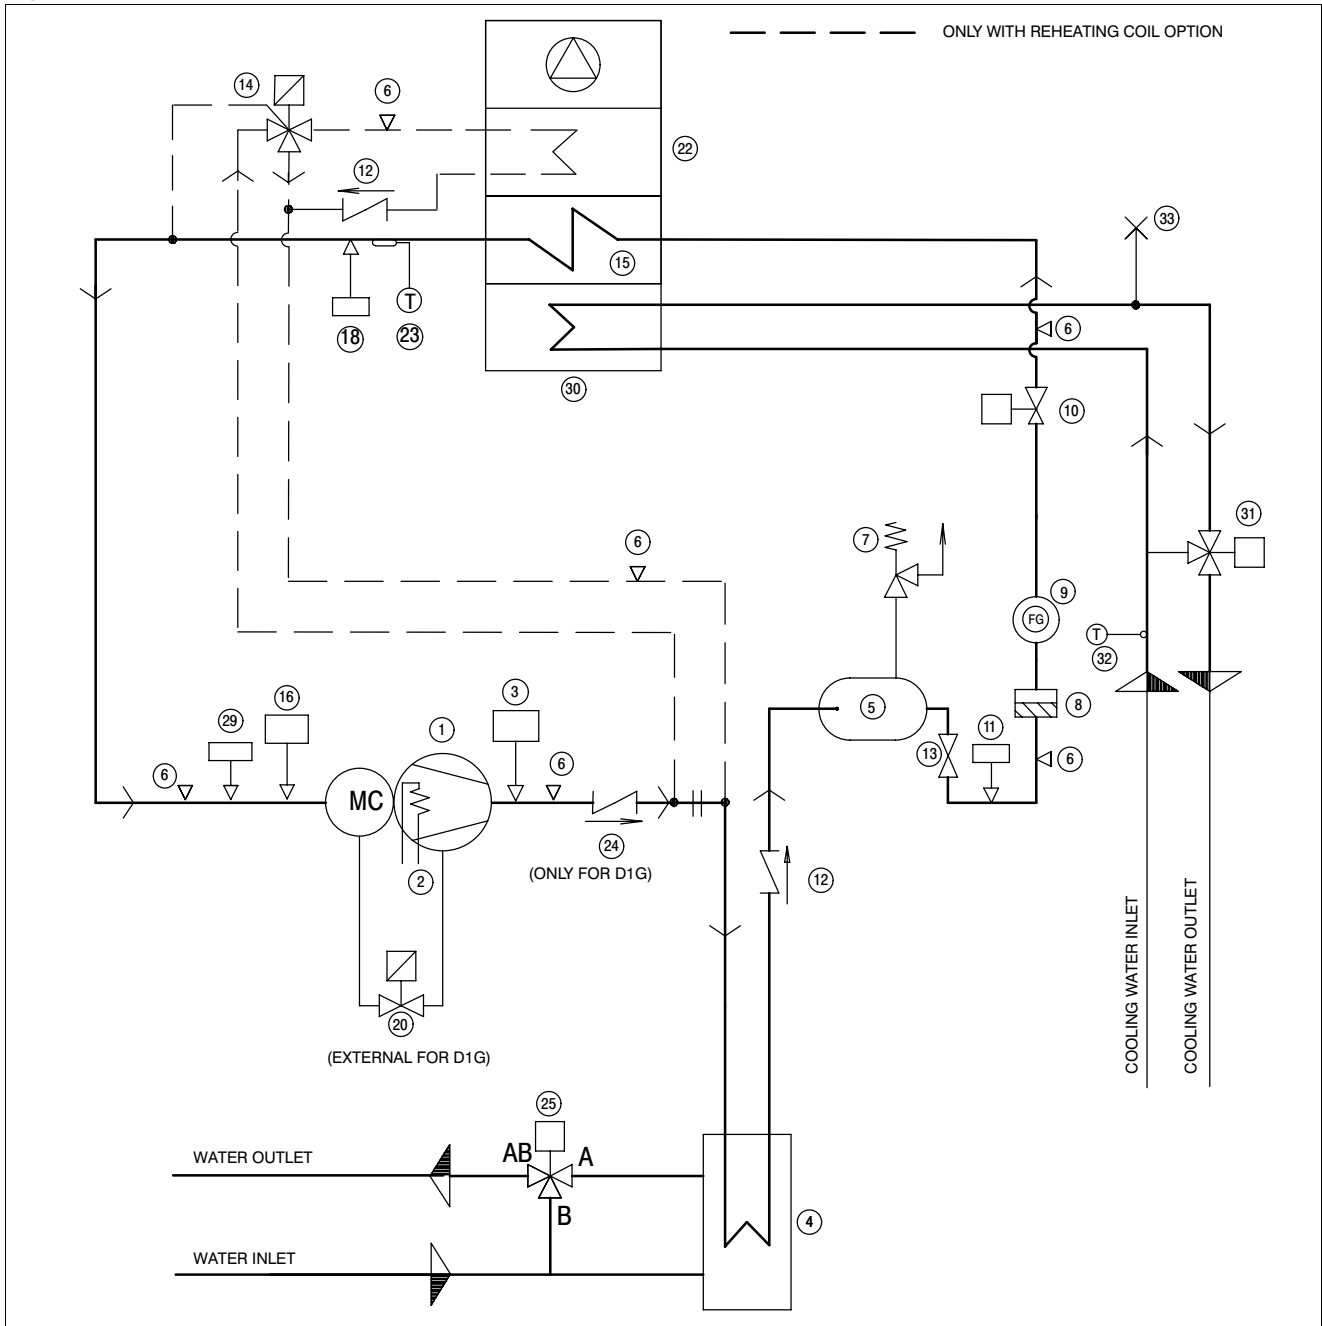 ONLY WITH REHEATING COIL OPTION
14
6
22
12
33
15
T
18
23
6
30
10
31
7
6
9
FG
T
32
3
16
5
8
1
29
11
13
6
6
6
MC
24
(ONLY FOR D1G)
12
2
COOLING WATER INLET
COOLING WATER OUTLET
20
(EXTERNAL FOR D1G)
25
AB
A
WATER OUTLET
B
4
WATER INLET